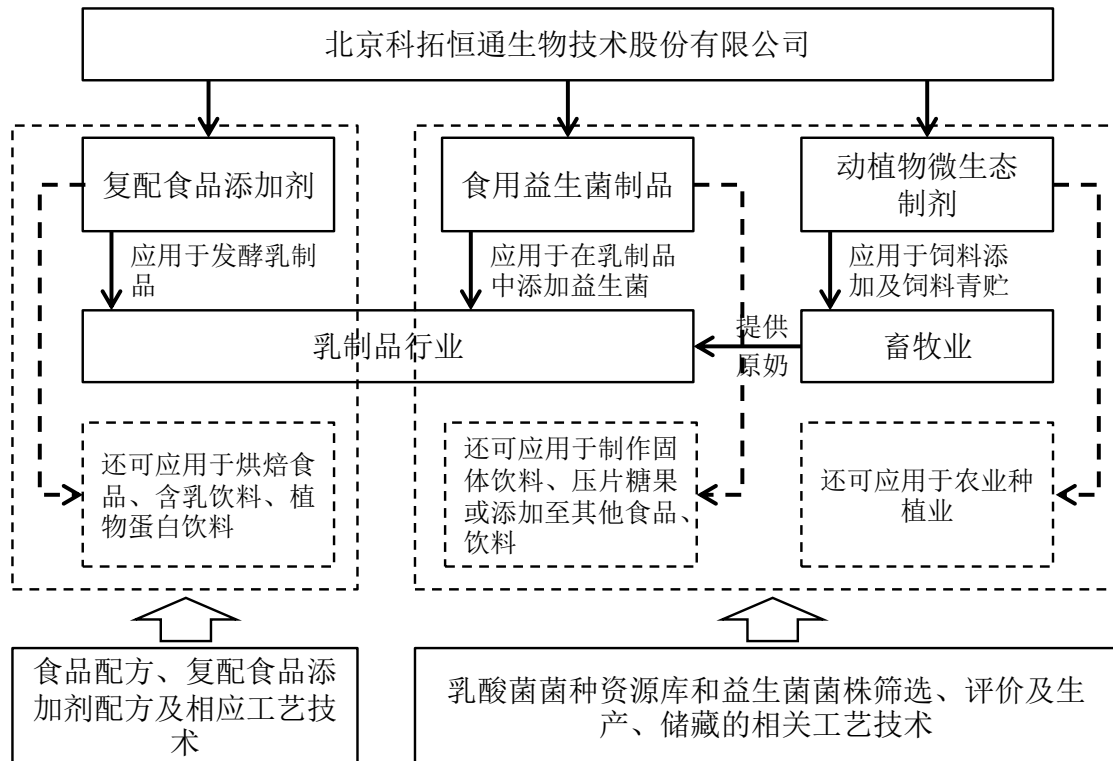 北京科拓恒通生物技术股份有限公司
复配食品添加剂
食用益生菌制品
动植物微生态
制剂
应用于发酵乳制
品
应用于在乳制品
中添加益生菌
应用于饲料添
加及饲料青贮
乳制品行业
提供
原奶
畜牧业
还可应用于烘焙食
品、含乳饮料、植
物蛋白饮料
还可应用于制作固
体饮料、压片糖果
或添加至其他食品、
饮料
还可应用于农业种
植业
食品配方、复配食品添
加剂配方及相应工艺技
术
乳酸菌菌种资源库和益生菌菌株筛选、评价及生
产、储藏的相关工艺技术